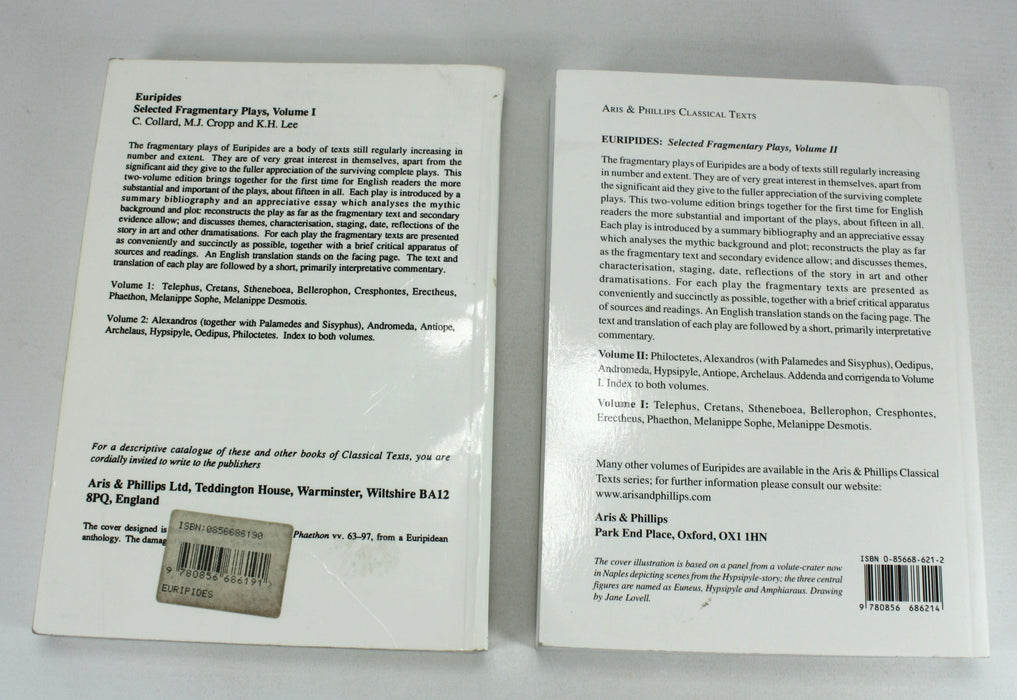 Euripides
Selected Fragmentary Plays, Volume I
C. Collard, M.J. Cropp and K.H. Lee
The fragmentary plays of Euripides are a body of texts still regularly increasing in
number and extent. They are of very great interest in themselves, apart from the
significant aid they give to the fuller appreciation of the surviving complete plays. This
two-volume edition brings together for the first time for English readers the more
substantial and important of the plays, about fifteen in all. Each play is introduced by a
summary bibliography and an appreciative essay which analyses the mythic
background and plot: reconstructs the play as far as the fragmentary text and secondary
evidence allow; and discusses themes, characterisation, staging, date, reflections of the
story in art and other dramatisations. For each play the fragmentary texts are presented
as conveniently and succinctly as possible, together with a brief critical apparatus of
sources and readings. An English translation stands on the facing page. The text and
translation of each play are followed by a short, primarily interpretative commentary.
Volume 1: Telephus, Cretans, Stheneboea, Bellerophon, Cresphontes, Erectheus,
Phaethon, Melanippe Sophe, Melanippe Desmotis.
Volume 2: Alexandros (together with Palamedes and Sisyphus), Andromeda, Antiope,
Archelaus, Hypsipyle, Oedipus, Philoctetes. Index to both volumes.
For a descriptive catalogue of these and other books of Classical Texts, you are
cordially invited to write to the publishers
Aris & Phillips Ltd, Teddington House, Warminster, Wiltshire BA12
8PQ, England
The cover designed is Phaethon vv. 63–97, from a Euripidean
anthology. The damag
ISBN:0856686190
9 780856 686191
EURIPIDES
ARIS & PHILLIPS CLASSICAL TEXTS
EURIPIDES: Selected Fragmentary Plays, Volume II
The fragmentary plays of Euripides are a body of texts still regularly increasing
in number and extent. They are of very great interest in themselves, apart from
the significant aid they give to the fuller appreciation of the surviving complete
plays. This two-volume edition brings together for the first time for English
readers the more substantial and important of the plays, about fifteen in all.
Each play is introduced by a summary bibliography and an appreciative essay
which analyses the mythic background and plot; reconstructs the play as far
as the fragmentary text and secondary evidence allow; and discusses themes,
characterisation, staging, date, reflections of the story in art and other
dramatisations. For each play the fragmentary texts are presented as
conveniently and succinctly as possible, together with a brief critical apparatus
of sources and readings. An English translation stands on the facing page. The
text and translation of each play are followed by a short, primarily interpretative
commentary.
Volume II: Philoctetes, Alexandros (with Palamedes and Sisyphus), Oedipus,
Andromeda, Hypsipyle, Antiope, Archelaus. Addenda and corrigenda to Volume
I. Index to both volumes.
Volume I: Telephus, Cretans, Stheneboea, Bellerophon, Cresphontes,
Erectheus, Phaethon, Melanippe Sophe, Melanippe Desmotis.
Many other volumes of Euripides are available in the Aris & Phillips Classical
Texts series; for further information please consult our website:
www.arisandphillips.com
Aris & Phillips
Park End Place, Oxford, OX1 1HN
The cover illustration is based on a panel from a volute-crater now
in Naples depicting scenes from the Hypsipyle-story; the three central
figures are named as Euneus, Hypsipyle and Amphiaraus. Drawing
by Jane Lovell.
ISBN 0-85668-621-2
9 780856 686214